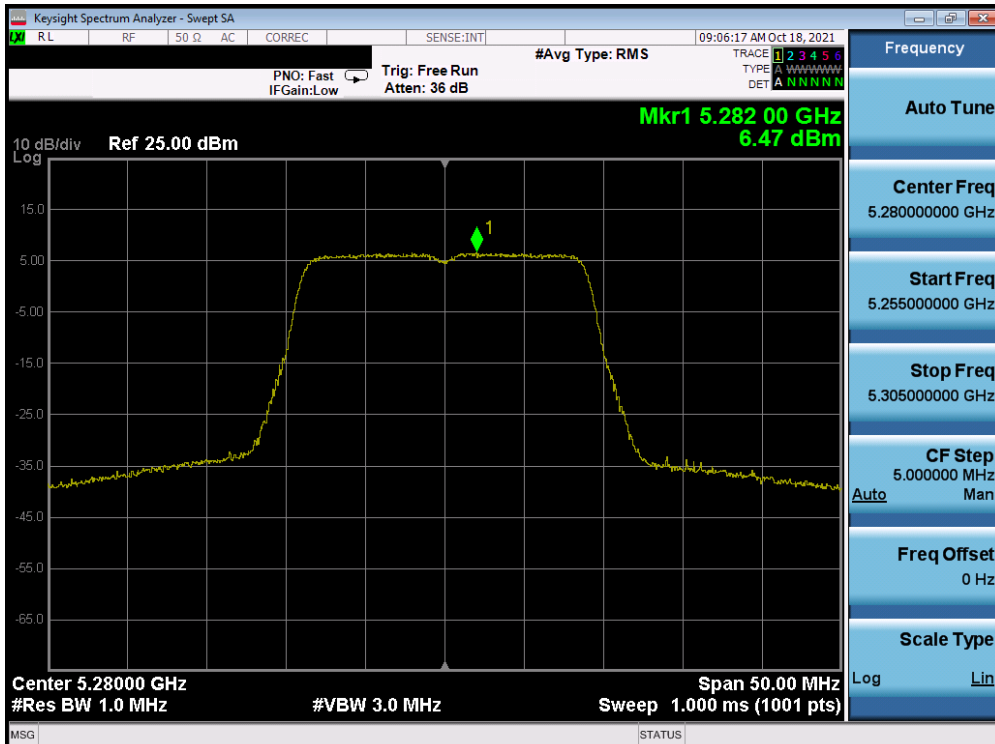 Keysight Spectrum Analyzer - Swept SA
LXI RL RF 50 Ω AC CORREC SENSE:INT 09:06:17 AM Oct 18, 2021
#Avg Type: RMS
TRACE 1 2 3 4 5 6
PNO: Fast Trig: Free Run TYPE A WWWWW
IFGain:Low Atten: 36 dB DET A N N N N N
Mkr1 5.282 00 GHz
6.47 dBm
10 dB/div Ref 25.00 dBm
Log
1
15.0
5.00
-5.00
-15.0
-25.0
-35.0
-45.0
-55.0
-65.0
Center 5.28000 GHz Span 50.00 MHz
#Res BW 1.0 MHz #VBW 3.0 MHz Sweep 1.000 ms (1001 pts)
MSG STATUS
Frequency
Auto Tune
Center Freq
5.280000000 GHz
Start Freq
5.255000000 GHz
Stop Freq
5.305000000 GHz
CF Step
5.000000 MHz
Auto Man
Freq Offset
0 Hz
Scale Type
Log Lin